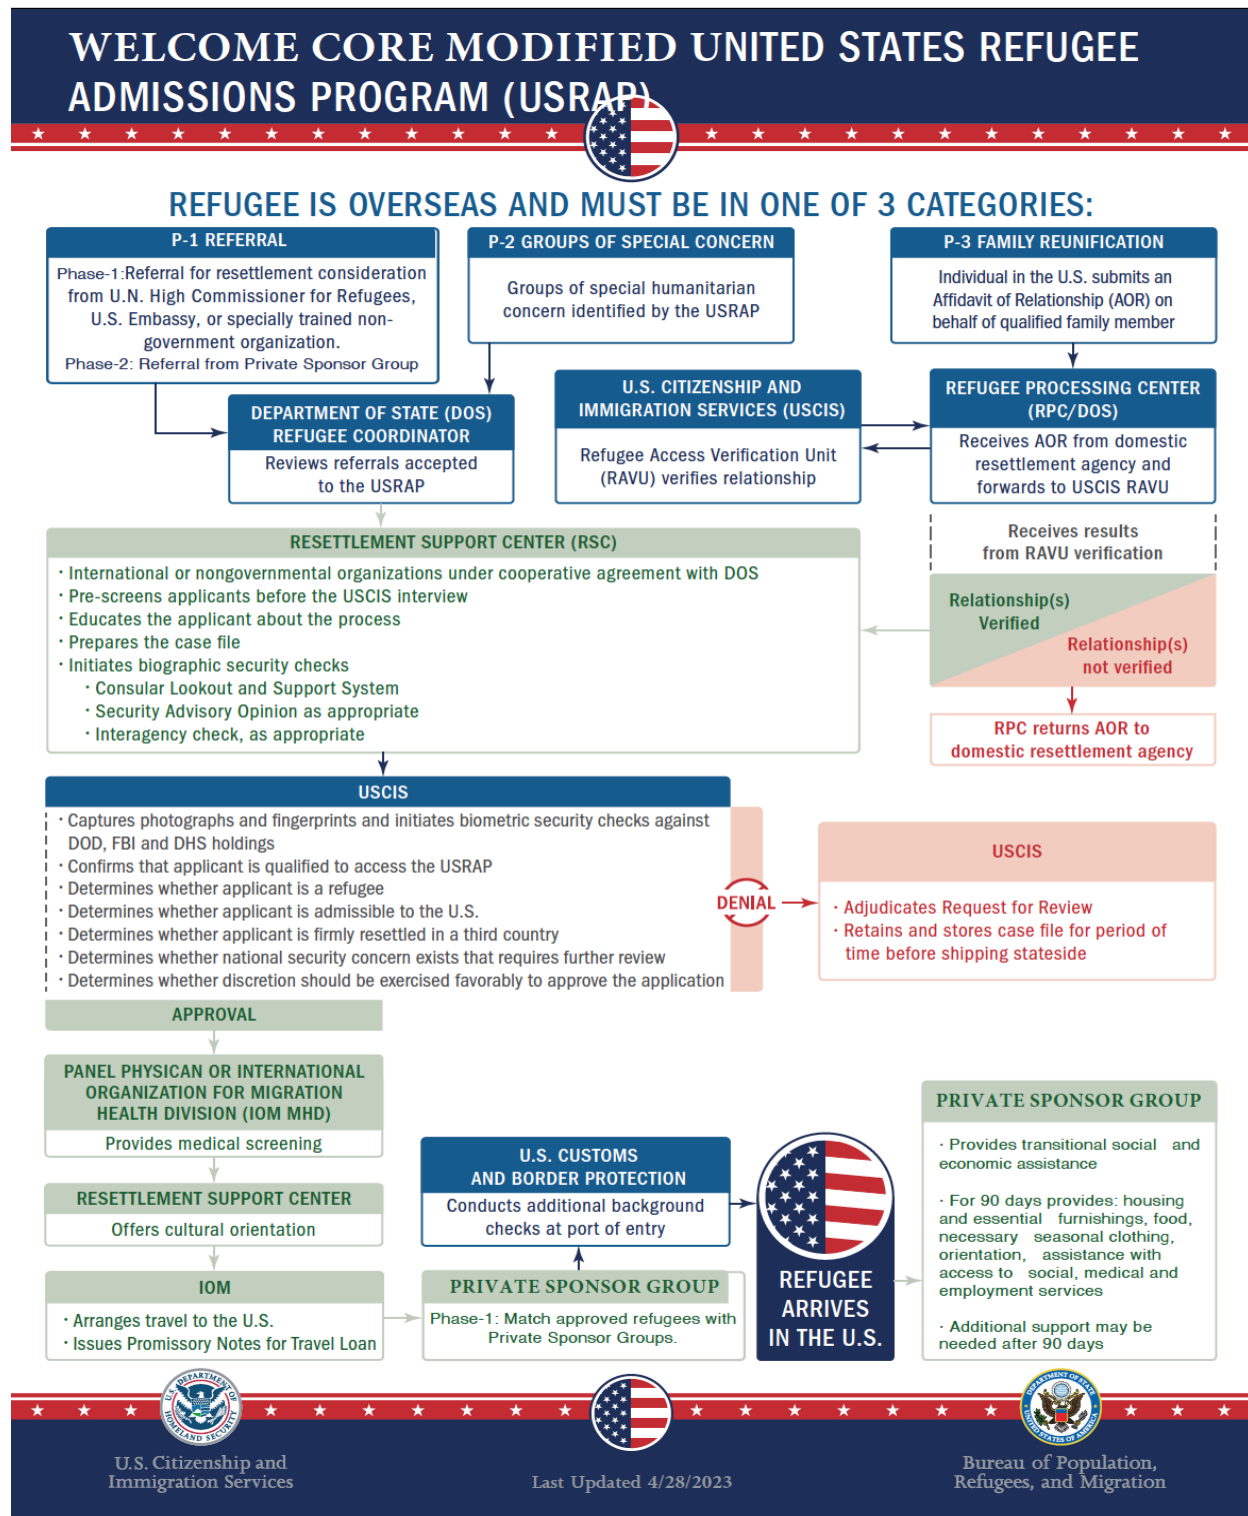 WELCOME CORE MODIFIED UNITED STATES REFUGEE
ADMISSIONS PROGRAM (USRAP)
REFUGEE IS OVERSEAS AND MUST BE IN ONE OF 3 CATEGORIES:
P-1 REFERRAL
Phase-1:Referral for resettlement consideration
from U.N. High Commissioner for Refugees,
U.S. Embassy, or specially trained non-
government organization.
Phase-2: Referral from Private Sponsor Group
P-2 GROUPS OF SPECIAL CONCERN
Groups of special humanitarian
concern identified by the USRAP
P-3 FAMILY REUNIFICATION
Individual in the U.S. submits an
Affidavit of Relationship (AOR) on
behalf of qualified family member
DEPARTMENT OF STATE (DOS)
REFUGEE COORDINATOR
Reviews referrals accepted
to the USRAP
U.S. CITIZENSHIP AND
IMMIGRATION SERVICES (USCIS)
Refugee Access Verification Unit
(RAVU) verifies relationship
REFUGEE PROCESSING CENTER
(RPC/DOS)
Receives AOR from domestic
resettlement agency and
forwards to USCIS RAVU
Receives results
from RAVU verification
Relationship(s)
Verified
Relationship(s)
not verified
RPC returns AOR to
domestic resettlement agency
RESETTLEMENT SUPPORT CENTER (RSC)
· International or nongovernmental organizations under cooperative agreement with DOS
· Pre-screens applicants before the USCIS interview
· Educates the applicant about the process
· Prepares the case file
· Initiates biographic security checks
· Consular Lookout and Support System
· Security Advisory Opinion as appropriate
· Interagency check, as appropriate
USCIS
· Captures photographs and fingerprints and initiates biometric security checks against
DOD, FBI and DHS holdings
· Confirms that applicant is qualified to access the USRAP
· Determines whether applicant is a refugee
· Determines whether applicant is admissible to the U.S.
· Determines whether applicant is firmly resettled in a third country
· Determines whether national security concern exists that requires further review
· Determines whether discretion should be exercised favorably to approve the application
DENIAL
USCIS
· Adjudicates Request for Review
· Retains and stores case file for period of
time before shipping stateside
APPROVAL
PANEL PHYSICAN OR INTERNATIONAL
ORGANIZATION FOR MIGRATION
HEALTH DIVISION (IOM MHD)
Provides medical screening
RESETTLEMENT SUPPORT CENTER
Offers cultural orientation
IOM
· Arranges travel to the U.S.
· Issues Promissory Notes for Travel Loan
U.S. CUSTOMS
AND BORDER PROTECTION
Conducts additional background
checks at port of entry
PRIVATE SPONSOR GROUP
Phase-1: Match approved refugees with
Private Sponsor Groups.
REFUGEE
ARRIVES
IN THE U.S.
PRIVATE SPONSOR GROUP
· Provides transitional social and
economic assistance
· For 90 days provides: housing
and essential furnishings, food,
necessary seasonal clothing,
orientation, assistance with
access to social, medical and
employment services
· Additional support may be
needed after 90 days
U.S. DEPARTMENT OF
HOMELAND SECURITY
U.S. Citizenship and
Immigration Services
Last Updated 4/28/2023
DEPARTMENT OF STATE
UNITED STATES OF AMERICA
Bureau of Population,
Refugees, and Migration